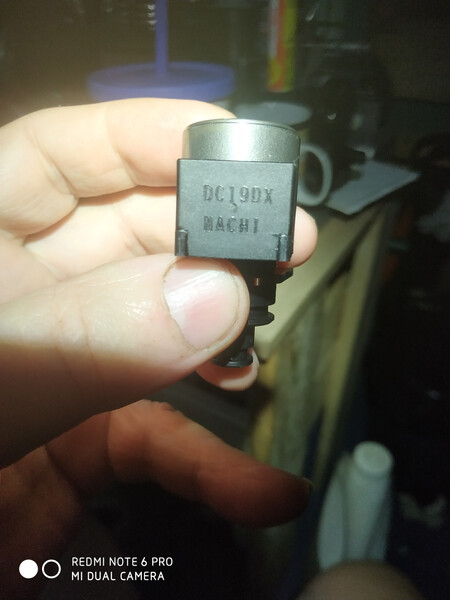 DC19DX
NACHI
REDMI NOTE 6 PRO
MI DUAL CAMERA